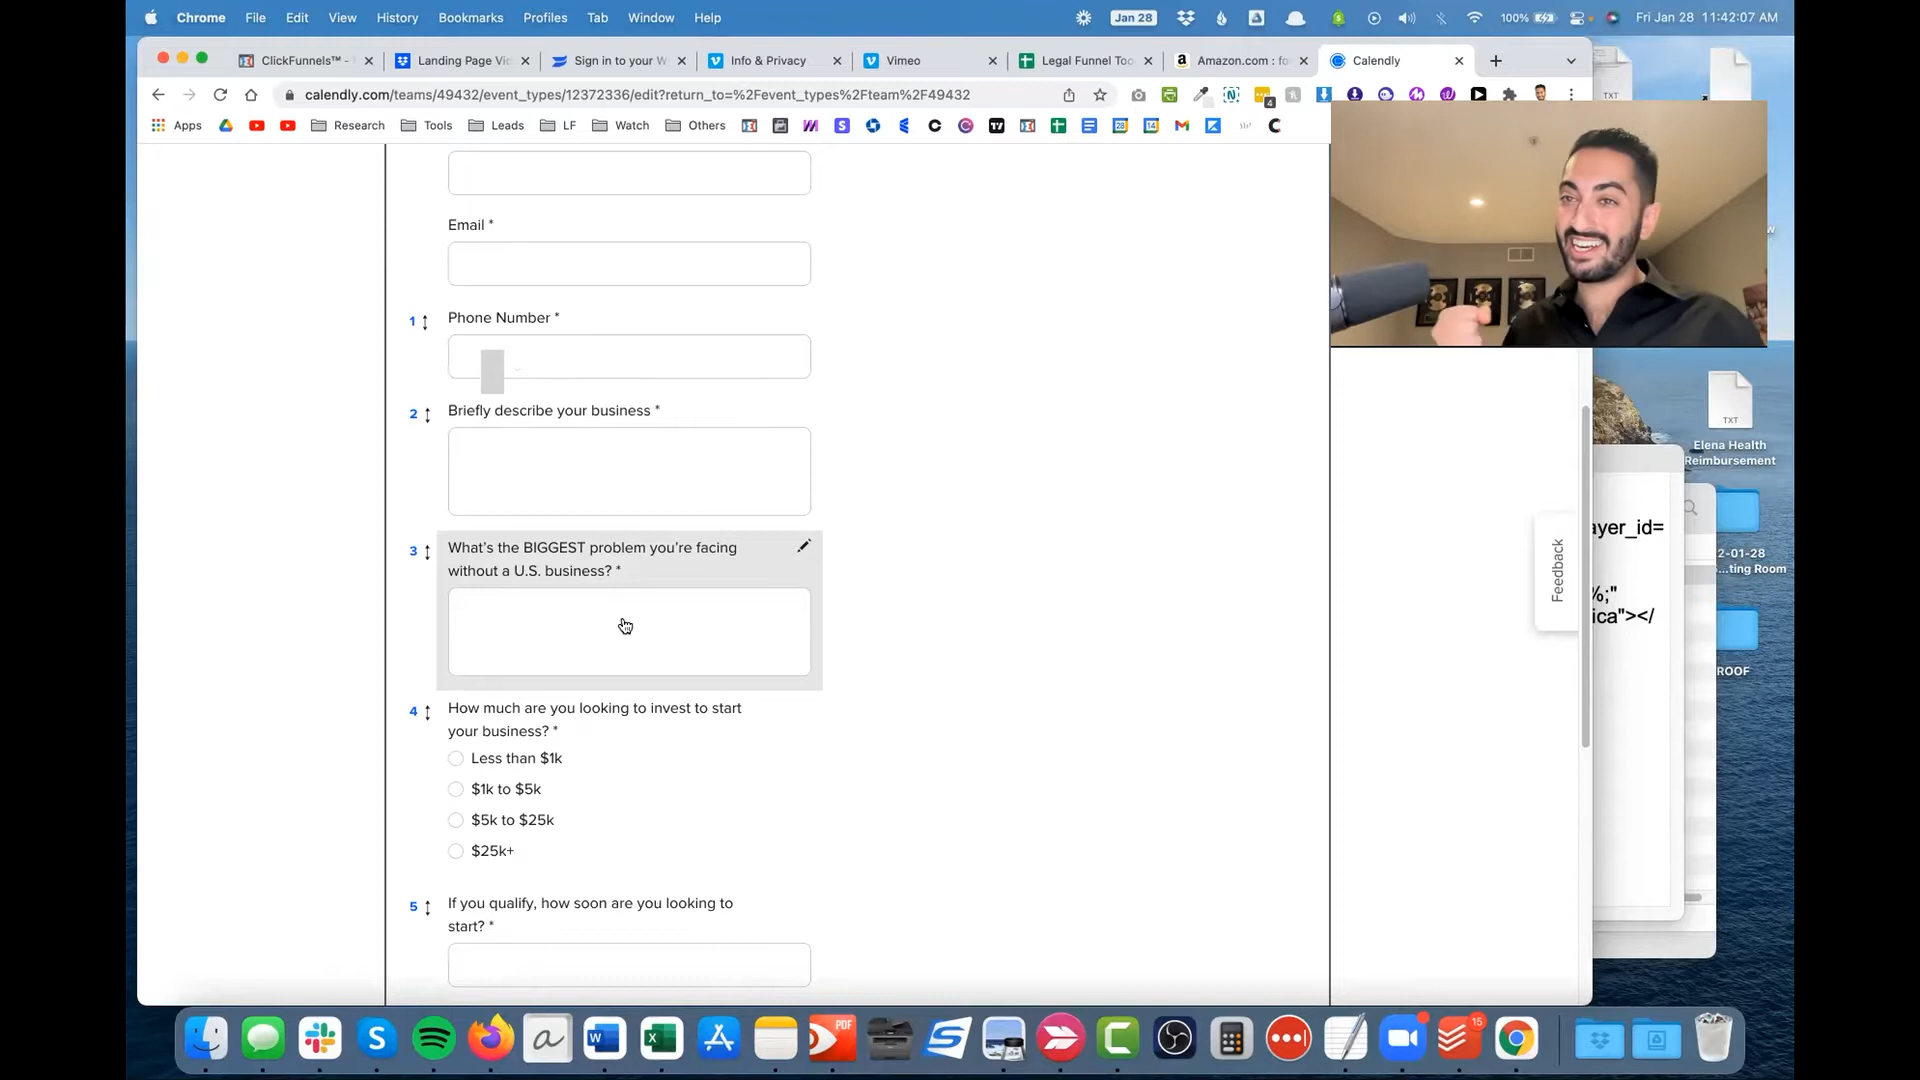 Chrome File Edit View History Bookmarks Profiles Tab Window Help Jan 28 100% Fri Jan 28 11:42:07 AM
ClickFunnels™ - Landing Page Vi Sign in to your W Info & Privacy Vimeo Legal Funnel Too Amazon.com : fo Calendly
calendly.com/teams/49432/event_types/12372336/edit?return_to=%2Fevent_types%2Fteam%2F49432
4
Apps Research Tools Leads LF Watch Others
TXT
Email *
1 Phone Number *
2 Briefly describe your business *
TXT
Elena Health
Reimbursement
3 What's the BIGGEST problem you're facing
without a U.S. business? *
ayer_id=
2-01-28
...ting Room
Feedback
%;"
ica"></
ROOF
4 How much are you looking to invest to start
your business? *
Less than $1k
$1k to $5k
$5k to $25k
$25k+
5 If you qualify, how soon are you looking to
start? *
PDF
15